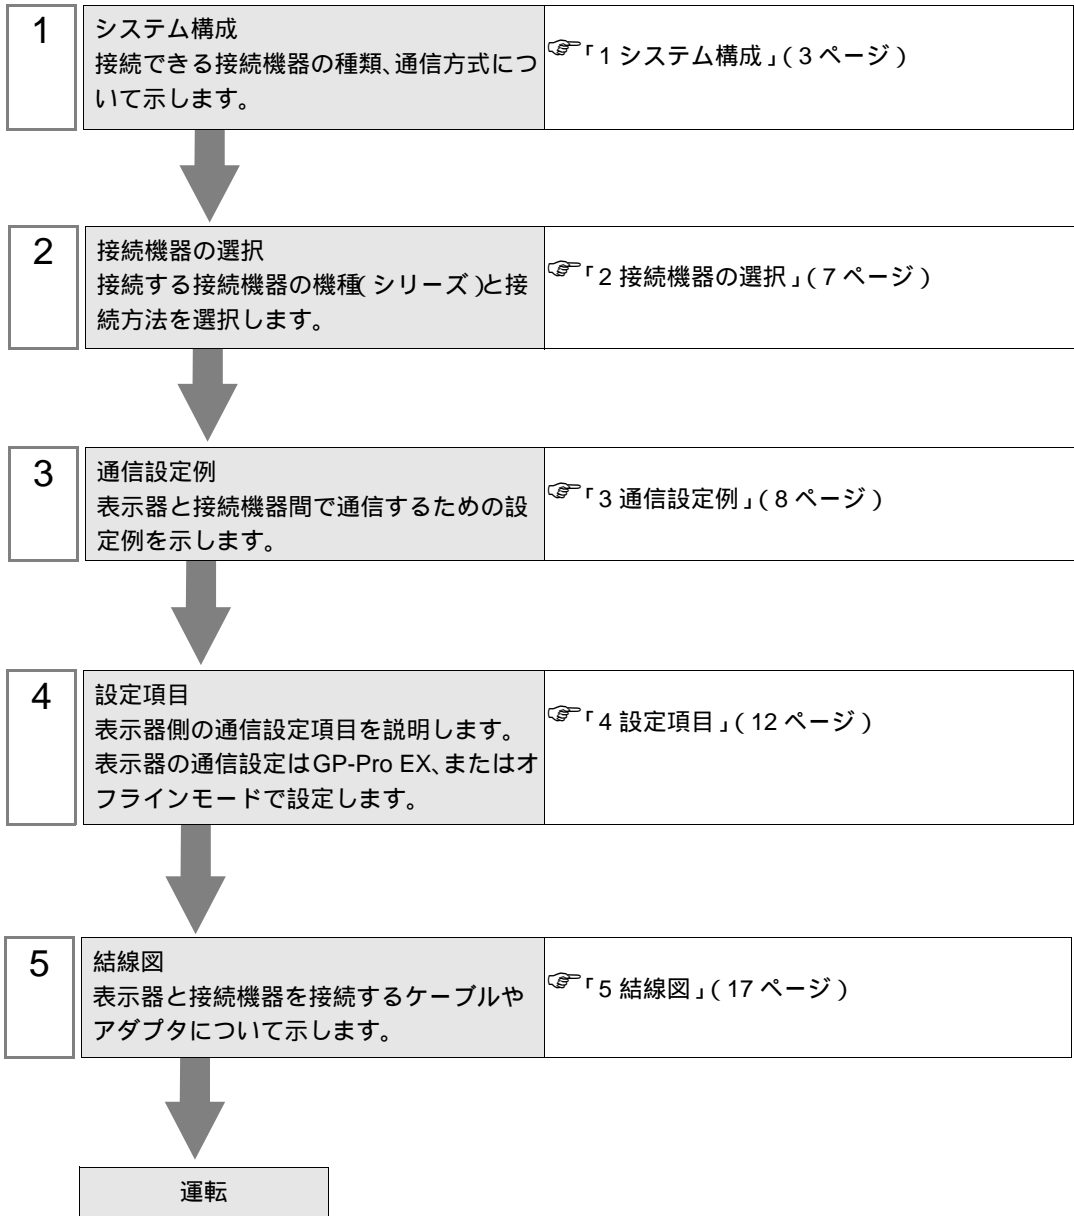 1
システム構成
接続できる接続機器の種類、通信方式につ
いて示します。
☞「1 システム構成」( 3 ページ )
2
接続機器の選択
接続する接続機器の機種( シリーズ )と接
続方法を選択します。
☞「2 接続機器の選択」( 7 ページ )
3
通信設定例
表示器と接続機器間で通信するための設
定例を示します。
☞「3 通信設定例」( 8 ページ )
4
設定項目
表示器側の通信設定項目を説明します。
表示器の通信設定はGP-Pro EX、またはオ
フラインモードで設定します。
☞「4 設定項目」( 12 ページ )
5
結線図
表示器と接続機器を接続するケーブルや
アダプタについて示します。
☞「5 結線図」( 17 ページ )
運転